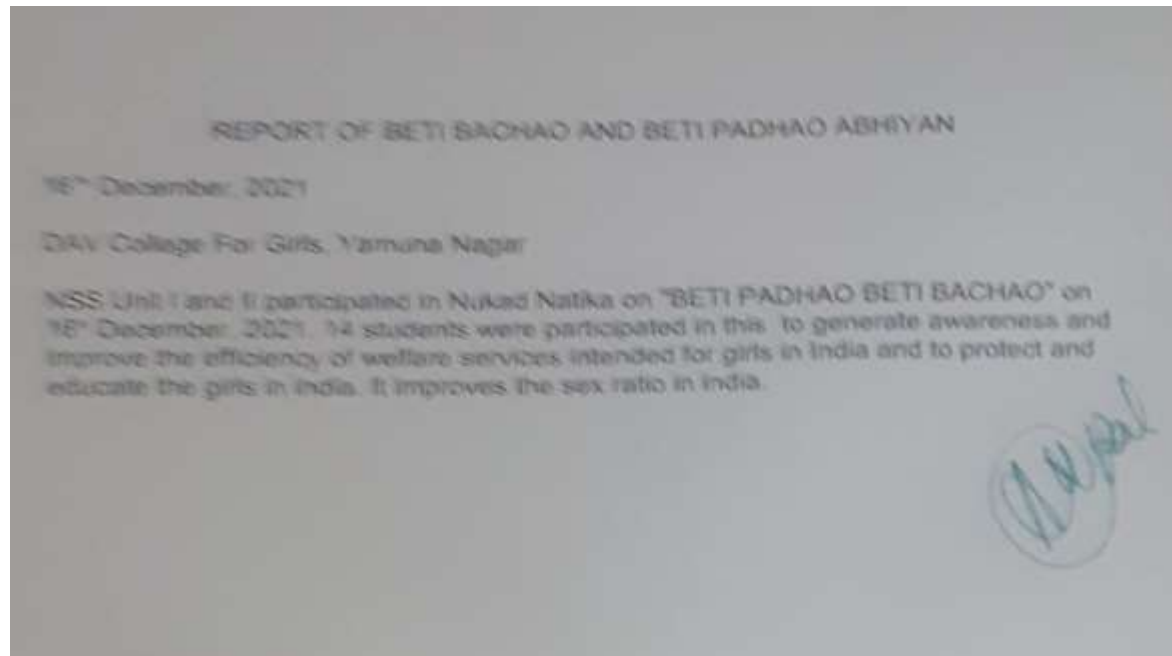 REPORT OF BETI BACHAO AND BETI PADHAO ABHIYAN
December, 2021
DAV College For Girls, Yamuna Nagar
NSS Unit I and II participated in Nukad Natika on "BETI PADHAO BETI BACHAO" on
December, 2021. 14 students were participated in this to generate awareness and
improve the efficiency of welfare services intended for girls in India and to protect and
educate the girls in India. It improves the sex ratio in India.